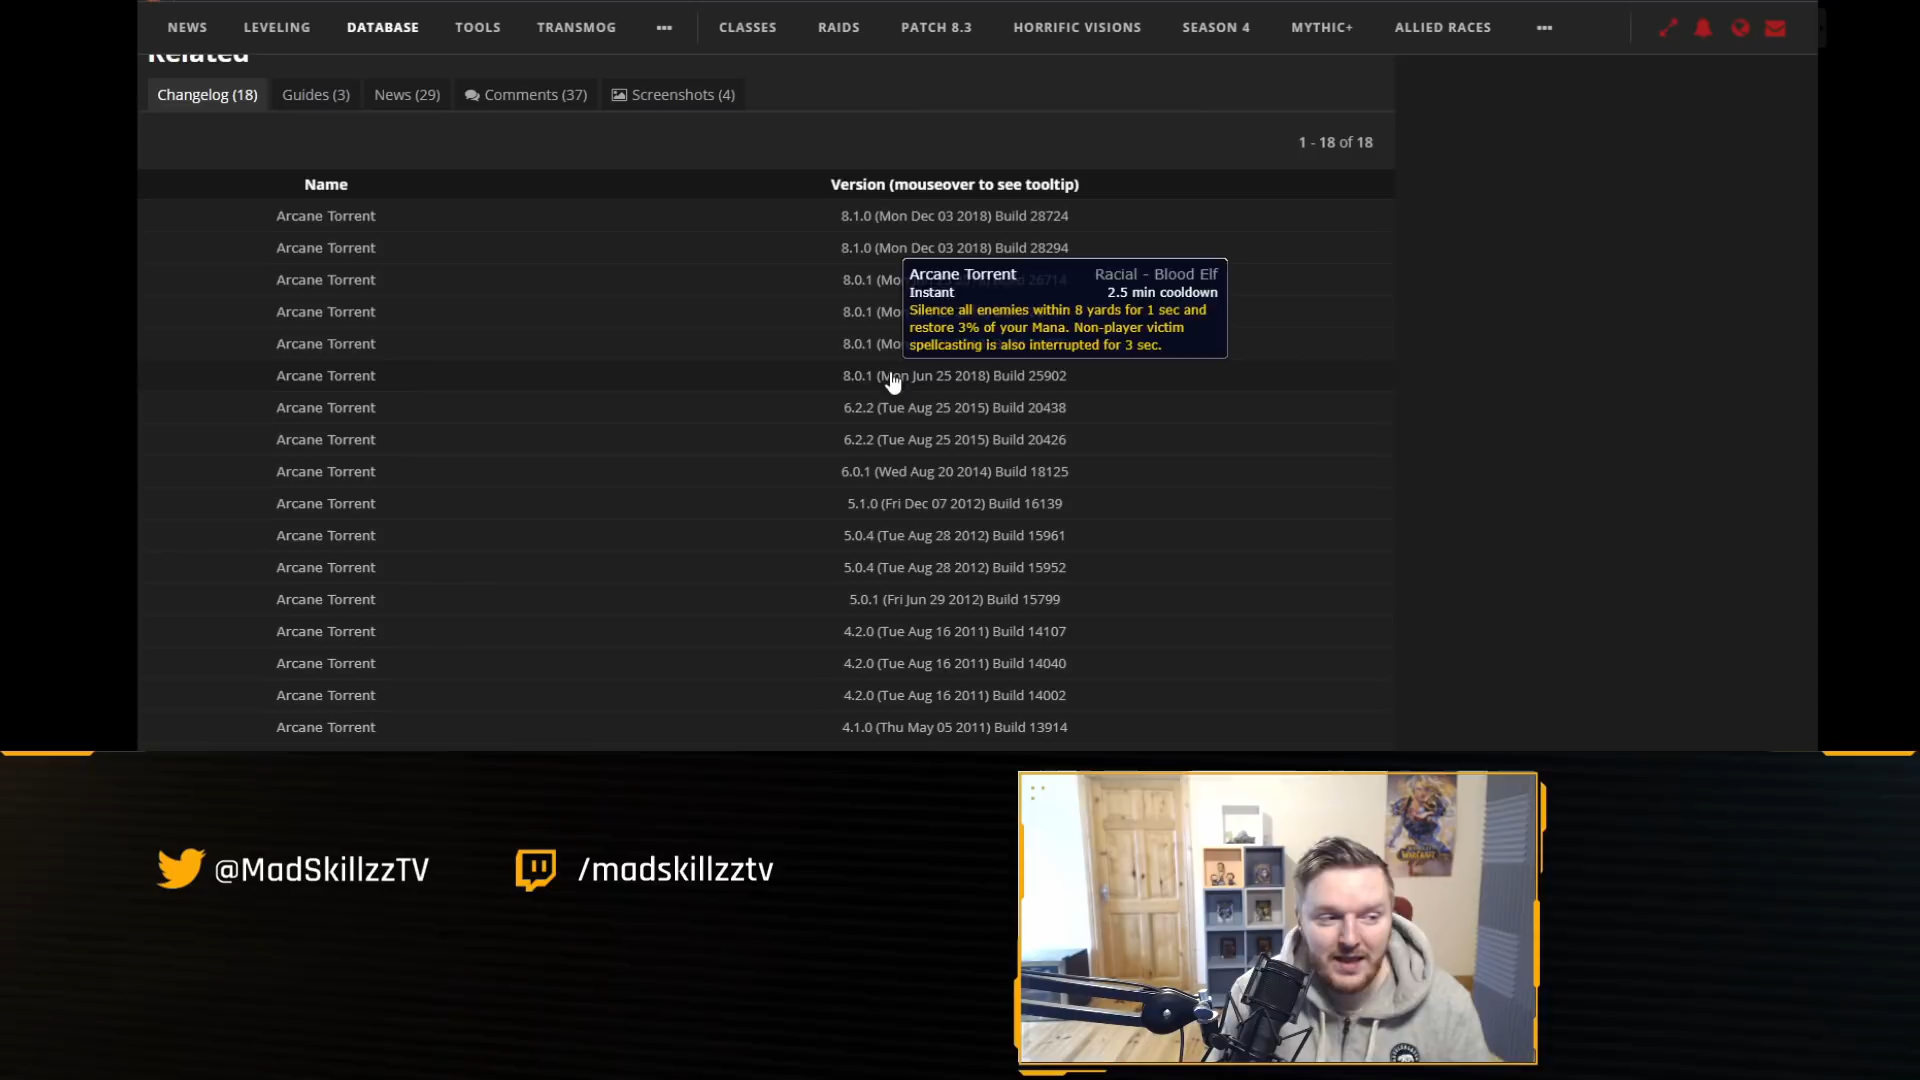 NEWS LEVELING DATABASE TOOLS TRANSMOG ••• CLASSES RAIDS PATCH 8.3 HORRIFIC VISIONS SEASON 4 MYTHIC+ ALLIED RACES •••
Related
Changelog (18) Guides (3) News (29) Comments (37) Screenshots (4)
1 - 18 of 18
Name Version (mouseover to see tooltip)
Arcane Torrent 8.1.0 (Mon Dec 03 2018) Build 28724
Arcane Torrent 8.1.0 (Mon Dec 03 2018) Build 28294
Arcane Torrent 8.0.1 (Mon
Arcane Torrent 8.0.1 (Mon
Arcane Torrent 8.0.1 (Mon
Arcane Torrent Racial - Blood Elf
Instant 2.5 min cooldown
Silence all enemies within 8 yards for 1 sec and
restore 3% of your Mana. Non-player victim
spellcasting is also interrupted for 3 sec.
Arcane Torrent 8.0.1 (Mon Jun 25 2018) Build 25902
Arcane Torrent 6.2.2 (Tue Aug 25 2015) Build 20438
Arcane Torrent 6.2.2 (Tue Aug 25 2015) Build 20426
Arcane Torrent 6.0.1 (Wed Aug 20 2014) Build 18125
Arcane Torrent 5.1.0 (Fri Dec 07 2012) Build 16139
Arcane Torrent 5.0.4 (Tue Aug 28 2012) Build 15961
Arcane Torrent 5.0.4 (Tue Aug 28 2012) Build 15952
Arcane Torrent 5.0.1 (Fri Jun 29 2012) Build 15799
Arcane Torrent 4.2.0 (Tue Aug 16 2011) Build 14107
Arcane Torrent 4.2.0 (Tue Aug 16 2011) Build 14040
Arcane Torrent 4.2.0 (Tue Aug 16 2011) Build 14002
Arcane Torrent 4.1.0 (Thu May 05 2011) Build 13914
@MadSkillzzTV /madskillzztv